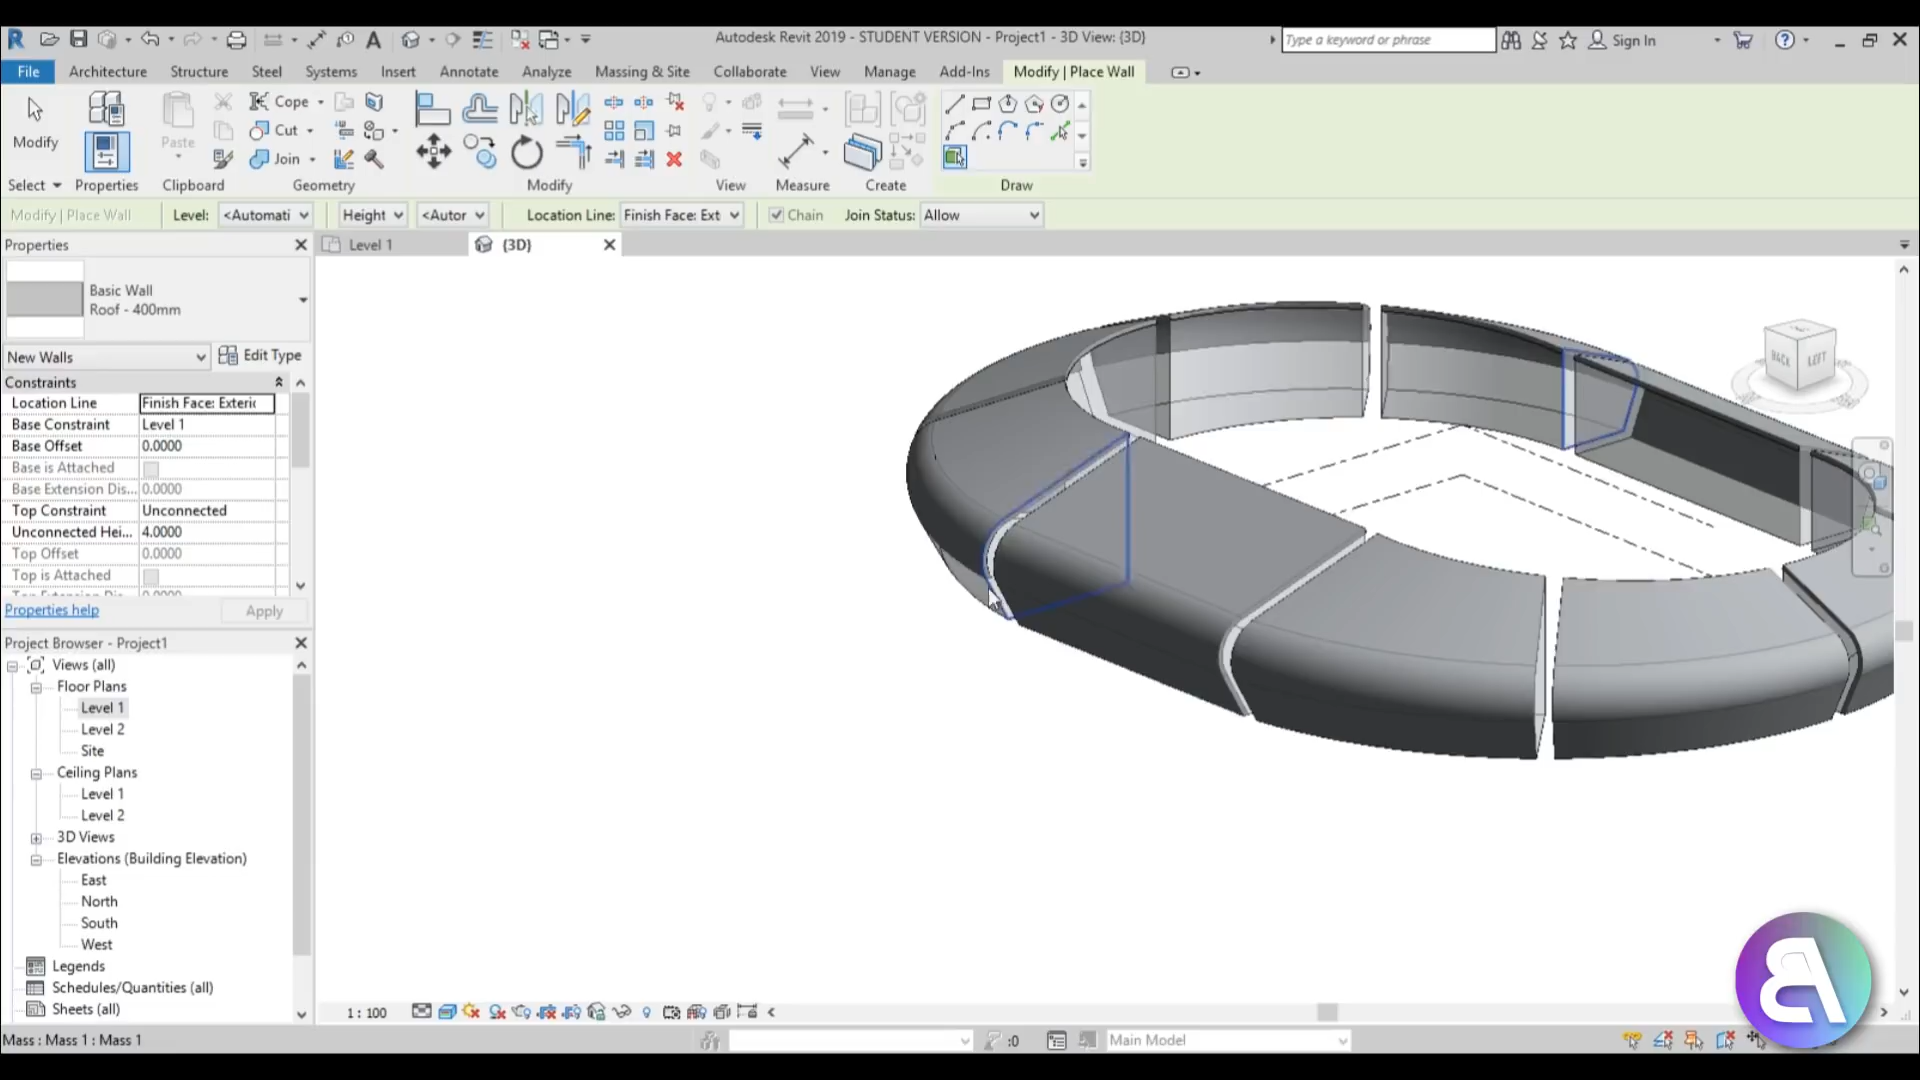 Autodesk Revit 2019 - STUDENT VERSION - Project1 - 3D View: {3D}
Type a keyword or phrase
Sign In
File Architecture Structure Steel Systems Insert Annotate Analyze Massing & Site Collaborate View Manage Add-Ins Modify | Place Wall
Modify
Paste
Cope
Cut
Join
Select Properties Clipboard Geometry Modify View Measure Create Draw
Modify | Place Wall Level: <Automati Height <Autor Location Line: Finish Face: Ext Chain Join Status: Allow
Properties
Level 1
{3D}
Basic Wall
Roof - 400mm
New Walls
Edit Type
Constraints
Location Line Finish Face: Exteric
Base Constraint Level 1
Base Offset 0.0000
Base is Attached
Base Extension Dis... 0.0000
Top Constraint Unconnected
Unconnected Hei... 4.0000
Top Offset 0.0000
Top is Attached
Properties help
Apply
Project Browser - Project1
Views (all)
Floor Plans
Level 1
Level 2
Site
Ceiling Plans
Level 1
Level 2
3D Views
Elevations (Building Elevation)
East
North
South
West
Legends
Schedules/Quantities (all)
Sheets (all)
BACK
LEFT
1 : 100
Mass : Mass 1 : Mass 1
:0
Main Model